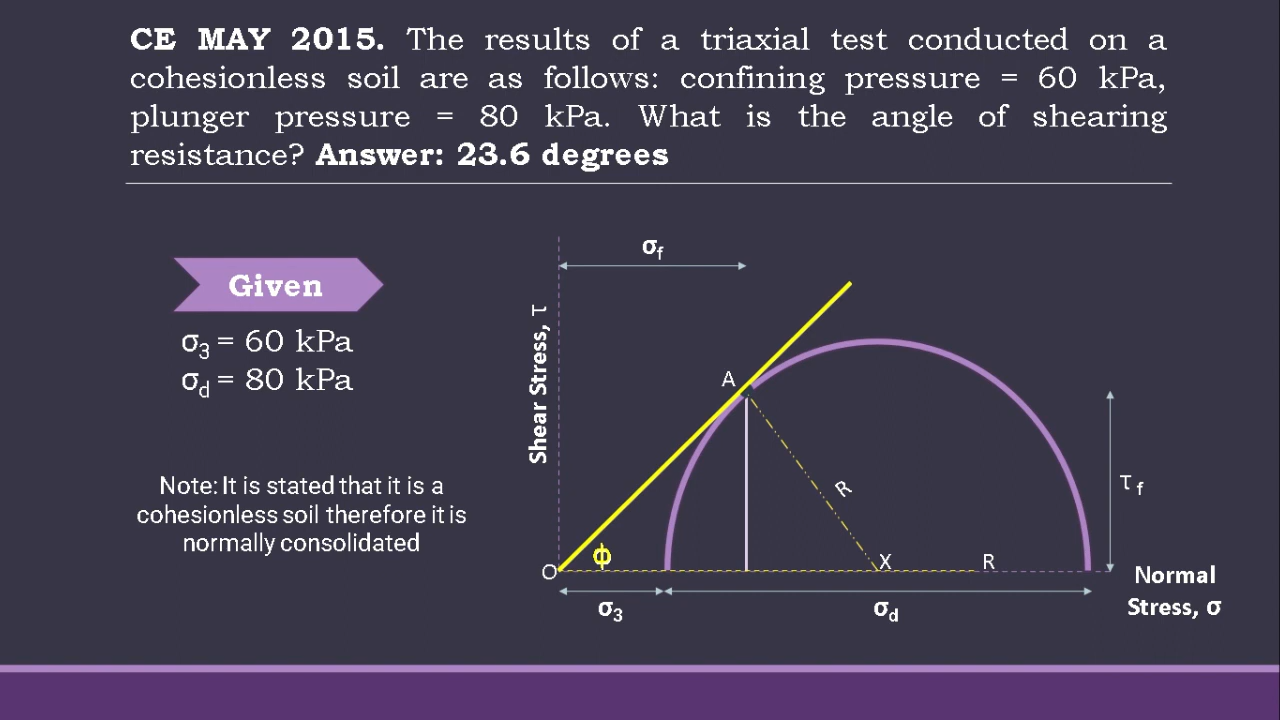 CE MAY 2015. The results of a triaxial test conducted on a
cohesionless soil are as follows: confining pressure = 60 kPa,
plunger pressure = 80 kPa. What is the angle of shearing
resistance? Answer: 23.6 degrees
Given
σ3 = 60 kPa
σd = 80 kPa
Note: It is stated that it is a
cohesionless soil therefore it is
normally consolidated
σf
Shear Stress, τ
A
R
τf
ϕ
O
X
R
σ3
σd
Normal
Stress, σ